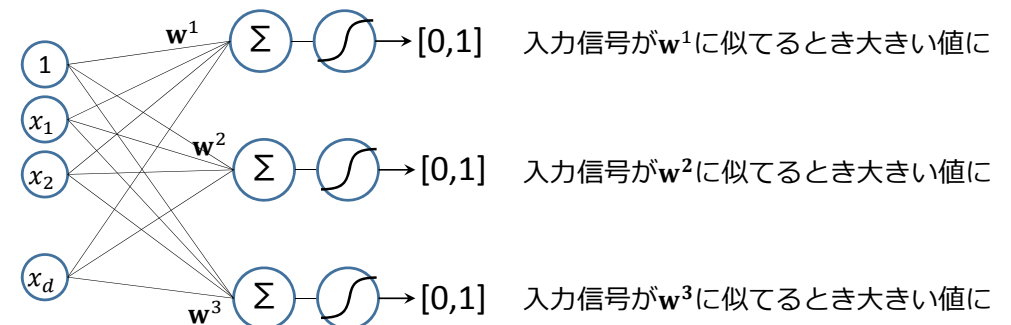 w¹ Σ [0,1] 入力信号がw¹に似てるとき大きい値に
1
x₁
w² Σ [0,1] 入力信号がw²に似てるとき大きい値に
x₂
x_d
w³ Σ [0,1] 入力信号がw³に似てるとき大きい値に